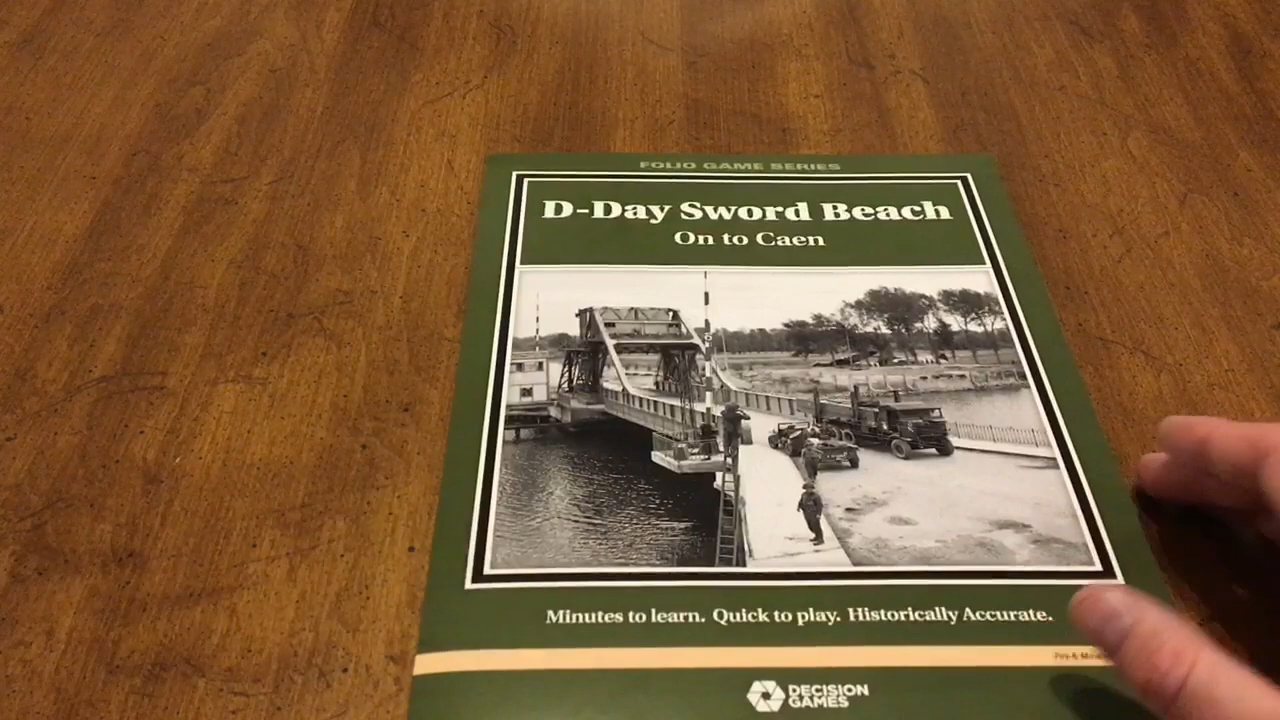 FOLIO GAME SERIES
D-Day Sword Beach
On to Caen
Minutes to learn. Quick to play. Historically Accurate.
DECISION
GAMES